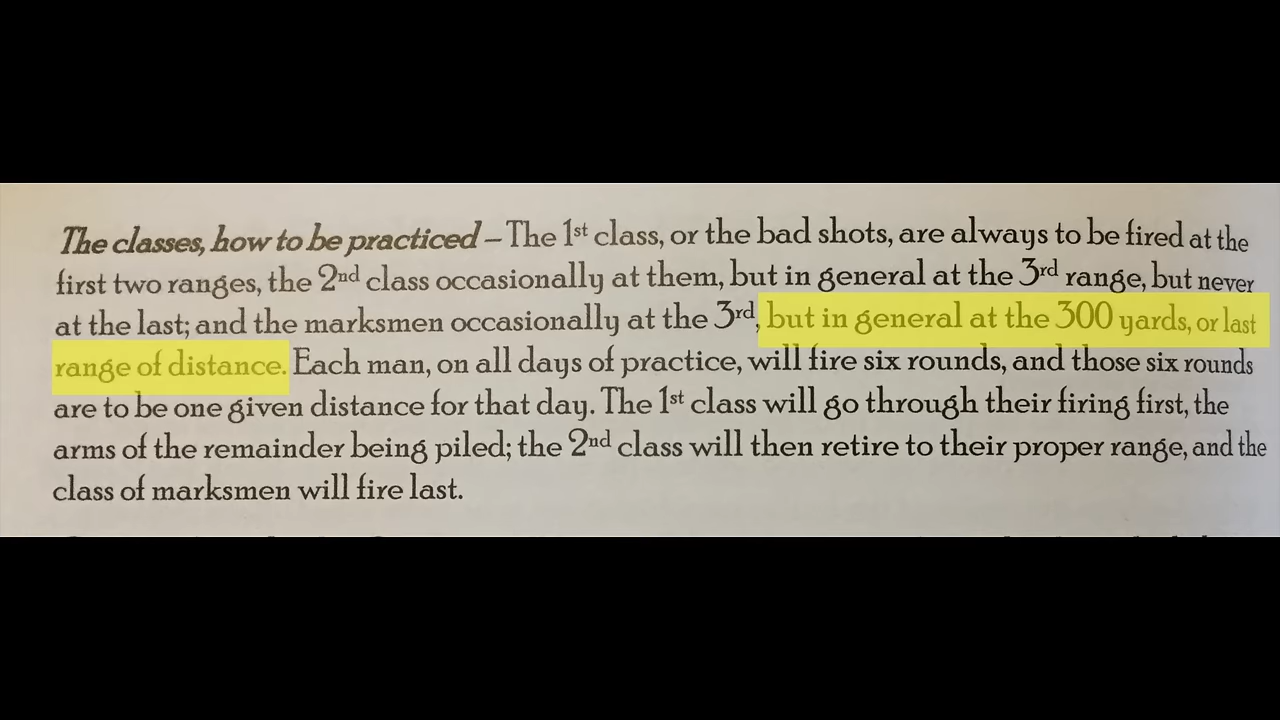 The classes, how to be practiced – The 1st class, or the bad shots, are always to be fired at the
first two ranges, the 2nd class occasionally at them, but in general at the 3rd range, but never
at the last; and the marksmen occasionally at the 3rd, but in general at the 300 yards, or last
range of distance. Each man, on all days of practice, will fire six rounds, and those six rounds
are to be one given distance for that day. The 1st class will go through their firing first, the
arms of the remainder being piled; the 2nd class will then retire to their proper range, and the
class of marksmen will fire last.